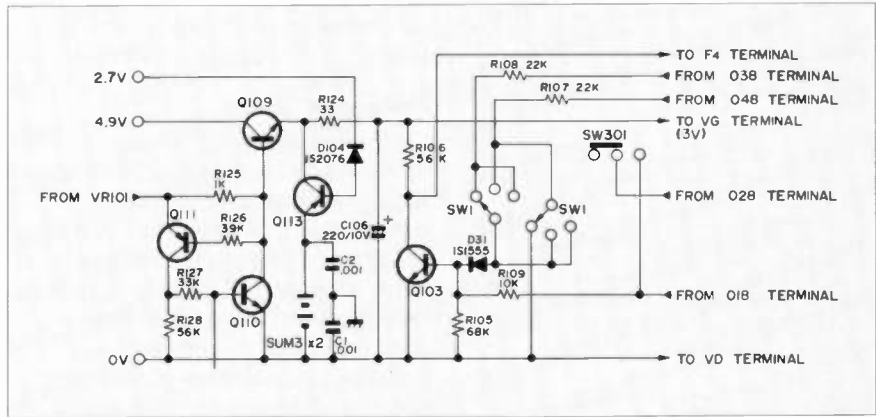 TO F4 TERMINAL
R108 22K
FROM 038 TERMINAL
2.7V
R107 22K
Q109
FROM 048 TERMINAL
R124
33
4.9V
TO VG TERMINAL
(3V)
D104
1S2076
R106
56K
SW301
R125
1K
FROM VR101
FROM 028 TERMINAL
Q111
R126
39K
Q113
C106
220/10V
+
SW1
SW1
D31
1S1555
R127
33K
C2
.001
R109
10K
Q103
FROM 018 TERMINAL
R128
56K
Q110
R105
68K
SUM3 x2
C1
.001
0V
TO VD TERMINAL